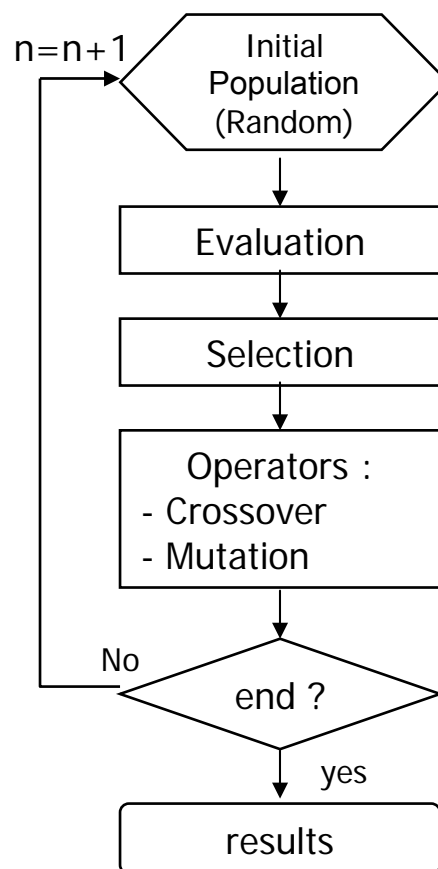 n=n+1
Initial
Population
(Random)
Evaluation
Selection
Operators :
- Crossover
- Mutation
No
end ?
yes
results